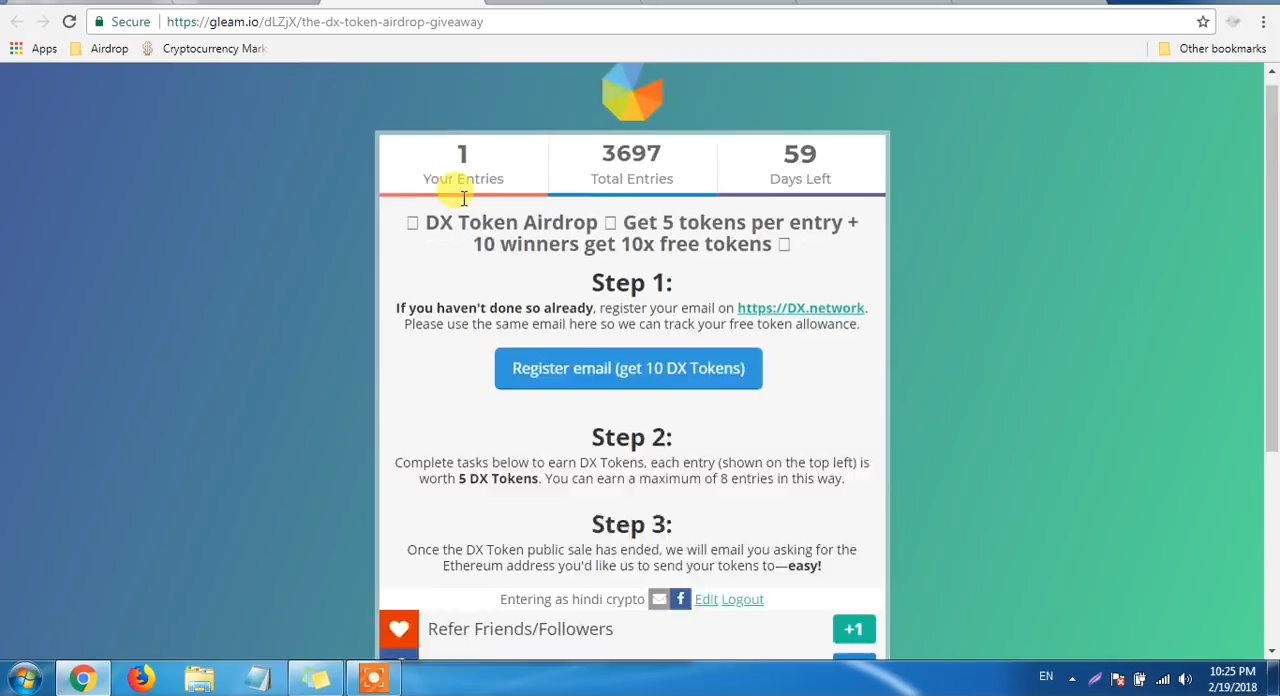 Secure https://gleam.io/dLZjX/the-dx-token-airdrop-giveaway
Apps Airdrop Cryptocurrency Mark Other bookmarks
1 3697 59
Your Entries Total Entries Days Left
DX Token Airdrop Get 5 tokens per entry +
10 winners get 10x free tokens
Step 1:
If you haven't done so already, register your email on https://DX.network.
Please use the same email here so we can track your free token allowance.
Register email (get 10 DX Tokens)
Step 2:
Complete tasks below to earn DX Tokens, each entry (shown on the top left) is
worth 5 DX Tokens. You can earn a maximum of 8 entries in this way.
Step 3:
Once the DX Token public sale has ended, we will email you asking for the
Ethereum address you'd like us to send your tokens to—easy!
Entering as hindi crypto Edit Logout
Refer Friends/Followers +1
EN 10:25 PM
2/19/2018